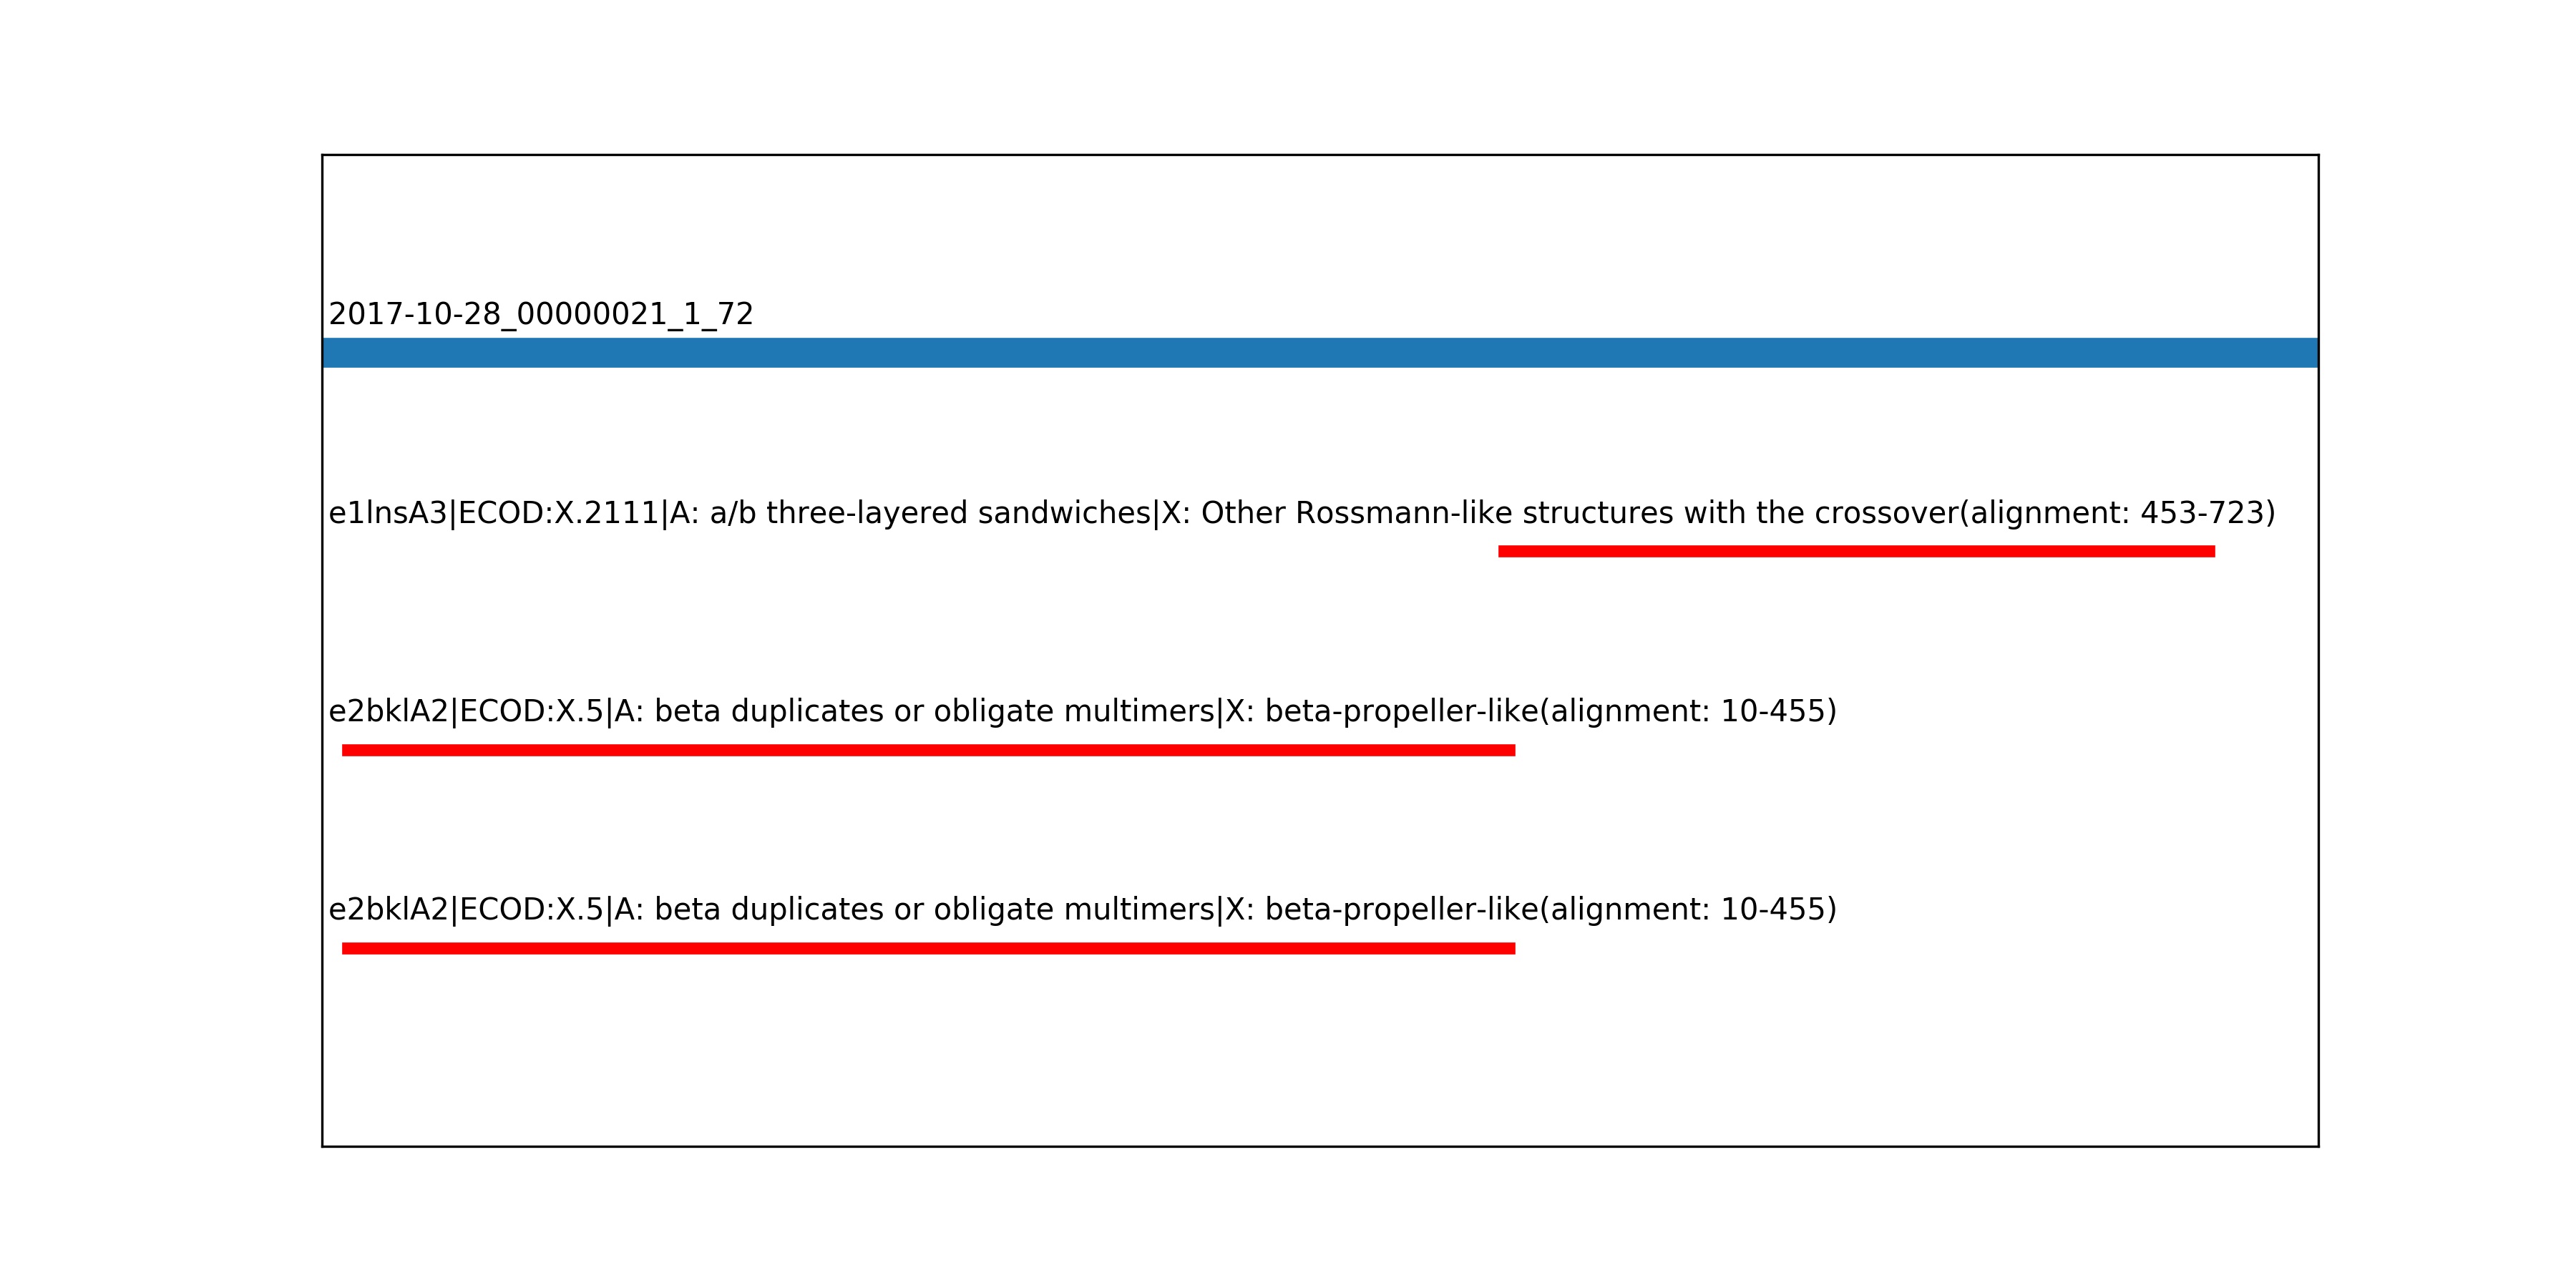 2017-10-28_00000021_1_72
e1lnsA3|ECOD:X.2111|A: a/b three-layered sandwiches|X: Other Rossmann-like structures with the crossover(alignment: 453-723)
e2bklA2|ECOD:X.5|A: beta duplicates or obligate multimers|X: beta-propeller-like(alignment: 10-455)
e2bklA2|ECOD:X.5|A: beta duplicates or obligate multimers|X: beta-propeller-like(alignment: 10-455)